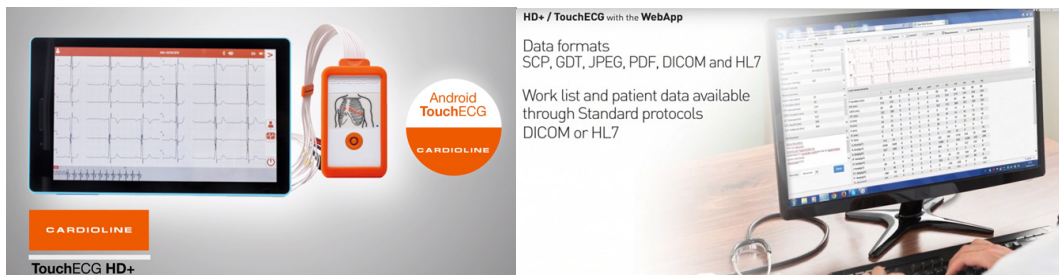 Android
TouchECG
CARDIOLINE
CARDIOLINE
TouchECG HD+
HD+ / TouchECG with the WebApp
Data formats
SCP, GDT, JPEG, PDF, DICOM and HL7
Work list and patient data available
through Standard protocols
DICOM or HL7